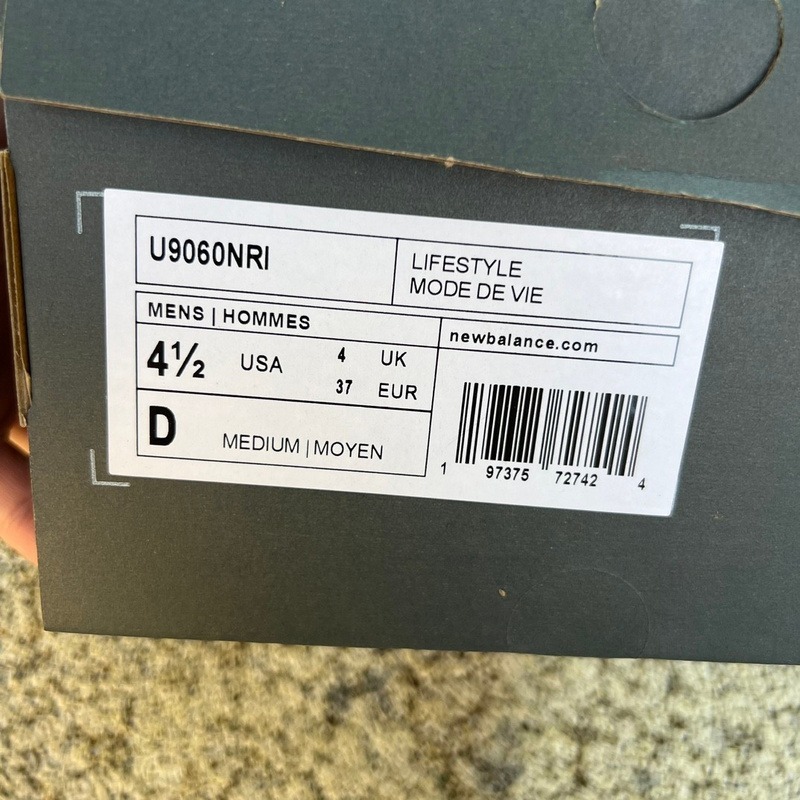 U9060NRI
LIFESTYLE
MODE DE VIE
MENS | HOMMES
newbalance.com
4½ USA 4 UK
37 EUR
D MEDIUM | MOYEN
1 97375 72742 4